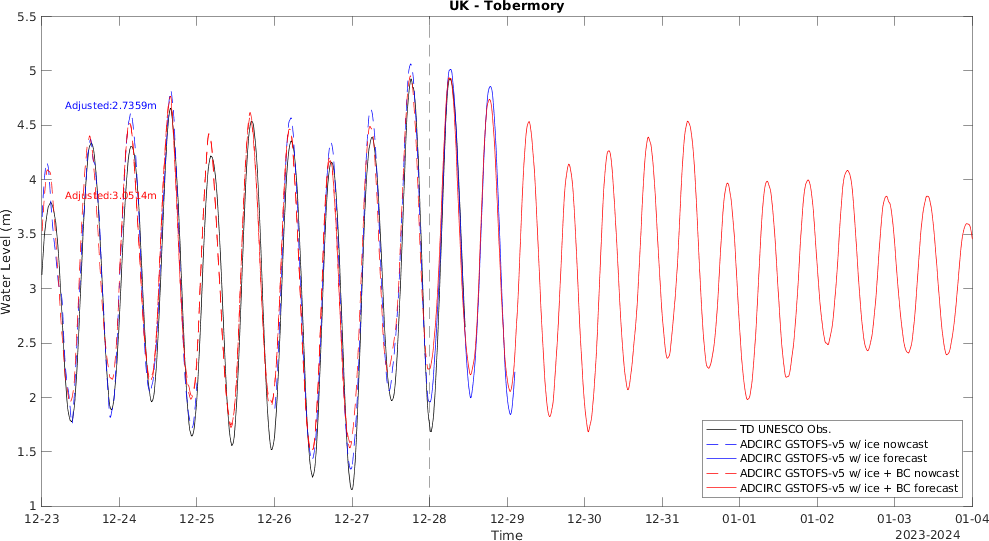 UK - Tobermory
5.5
5
4.5
4
3.5
3
2.5
2
1.5
1
Water Level (m)
Adjusted:2.7359m
Adjusted:3.0514m
TD UNESCO Obs.
ADCIRC GSTOFS-v5 w/ ice nowcast
ADCIRC GSTOFS-v5 w/ ice forecast
ADCIRC GSTOFS-v5 w/ ice + BC nowcast
ADCIRC GSTOFS-v5 w/ ice + BC forecast
12-23 12-24 12-25 12-26 12-27 12-28 12-29 12-30 12-31 01-01 01-02 01-03 01-04
Time
2023-2024